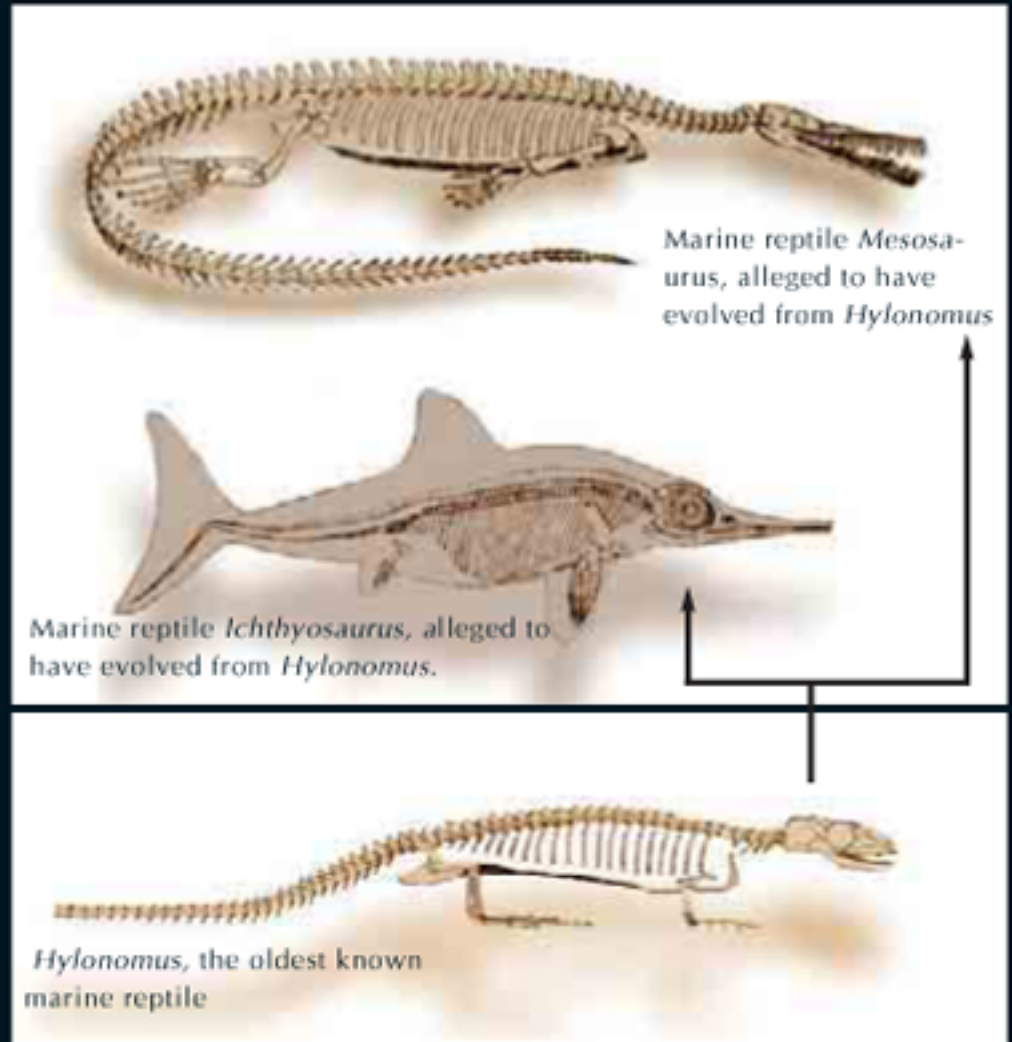 Marine reptile Mesosa-
urus, alleged to have
evolved from Hylonomus
Marine reptile Ichthyosaurus, alleged to
have evolved from Hylonomus.
Hylonomus, the oldest known
marine reptile